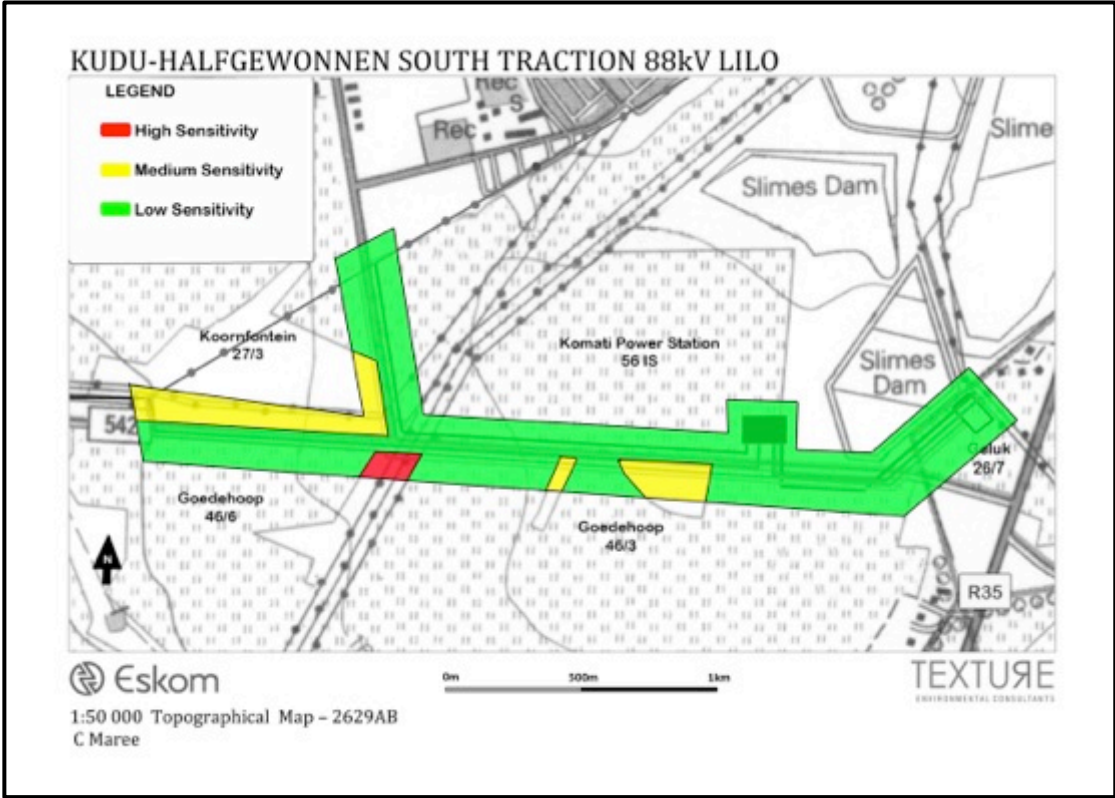 KUDU-HALFGEWONNEN SOUTH TRACTION 88kV LILO
LEGEND
High Sensitivity
Medium Sensitivity
Low Sensitivity
Rec
S
Rec
Slimes Dam
Slime
Koornfontein
27/3
Komati Power Station
56 IS
Slimes
Dam
542
Geluk
26/7
Goedehoop
46/6
Goedehoop
46/3
N
R35
Eskom
0m 500m 1km
TEXTURE
ENVIRONMENTAL CONSULTANTS
1:50 000 Topographical Map – 2629AB
C Maree